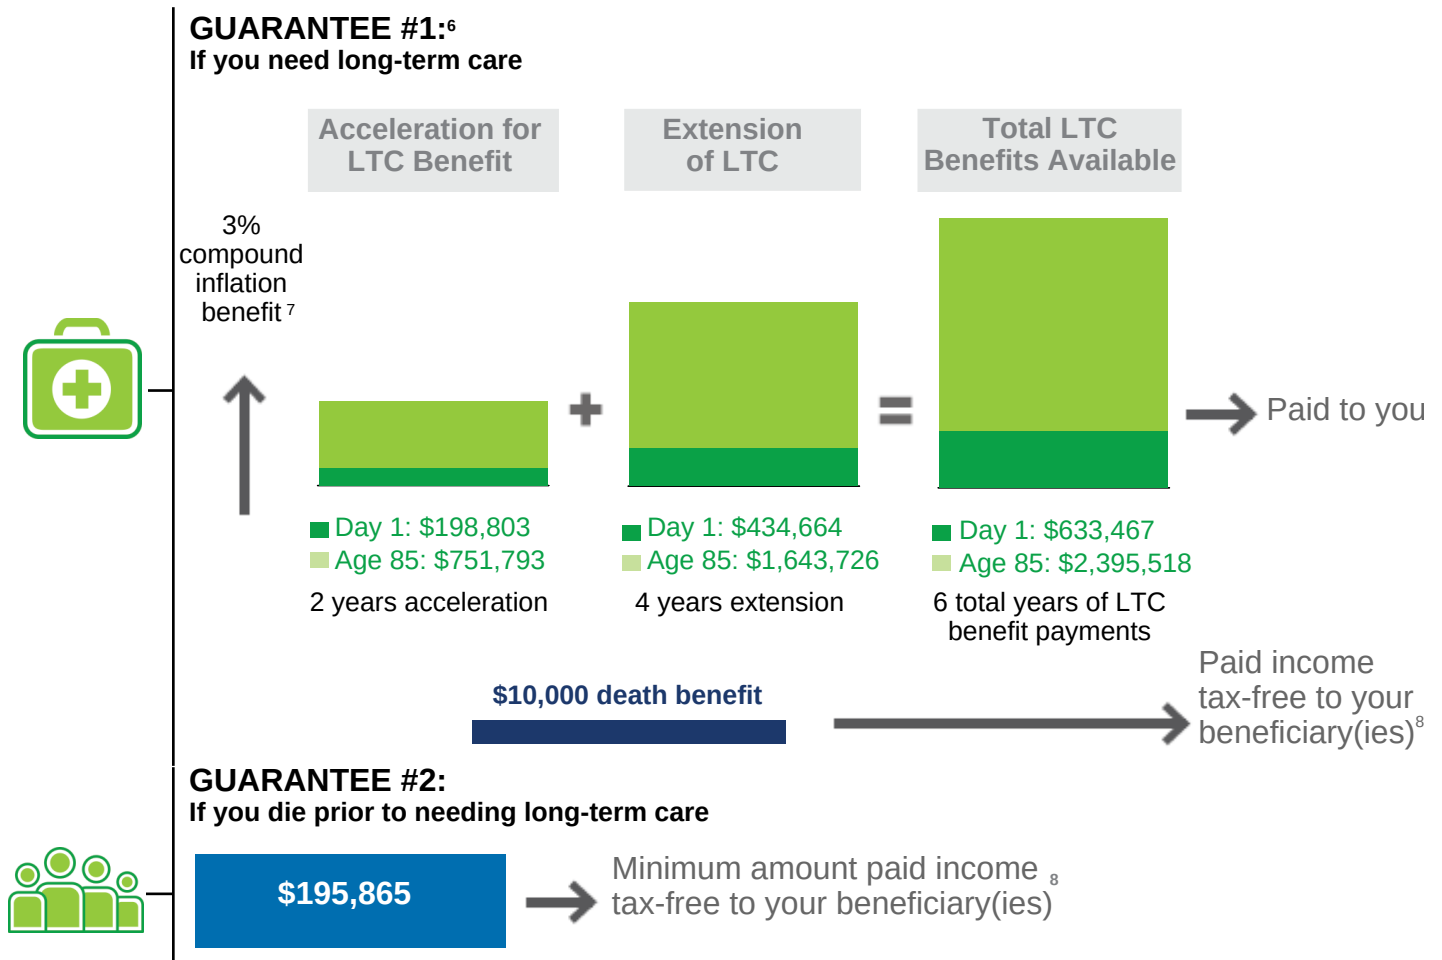 GUARANTEE #1:6
If you need long-term care
Acceleration for
LTC Benefit
Extension
of LTC
Total LTC
Benefits Available
3%
compound
inflation
benefit 7
Paid to you
Day 1: $198,803
Age 85: $751,793
2 years acceleration
Day 1: $434,664
Age 85: $1,643,726
4 years extension
Day 1: $633,467
Age 85: $2,395,518
6 total years of LTC
benefit payments
$10,000 death benefit
Paid income
tax-free to your
beneficiary(ies)8
GUARANTEE #2:
If you die prior to needing long-term care
$195,865
Minimum amount paid income
tax-free to your beneficiary(ies)8